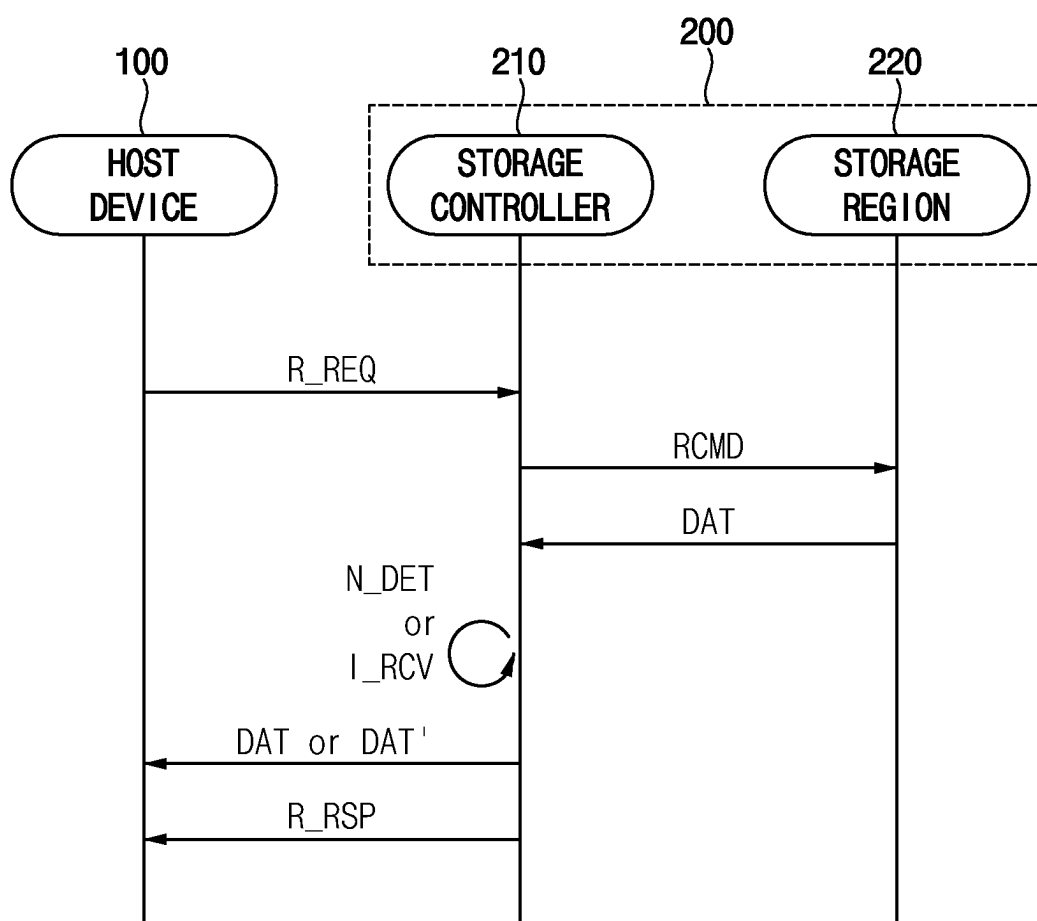 200
100 210 220
HOST
DEVICE
STORAGE
CONTROLLER
STORAGE
REGION
R_REQ
RCMD
DAT
N_DET
or
I_RCV
DAT or DAT'
R_RSP